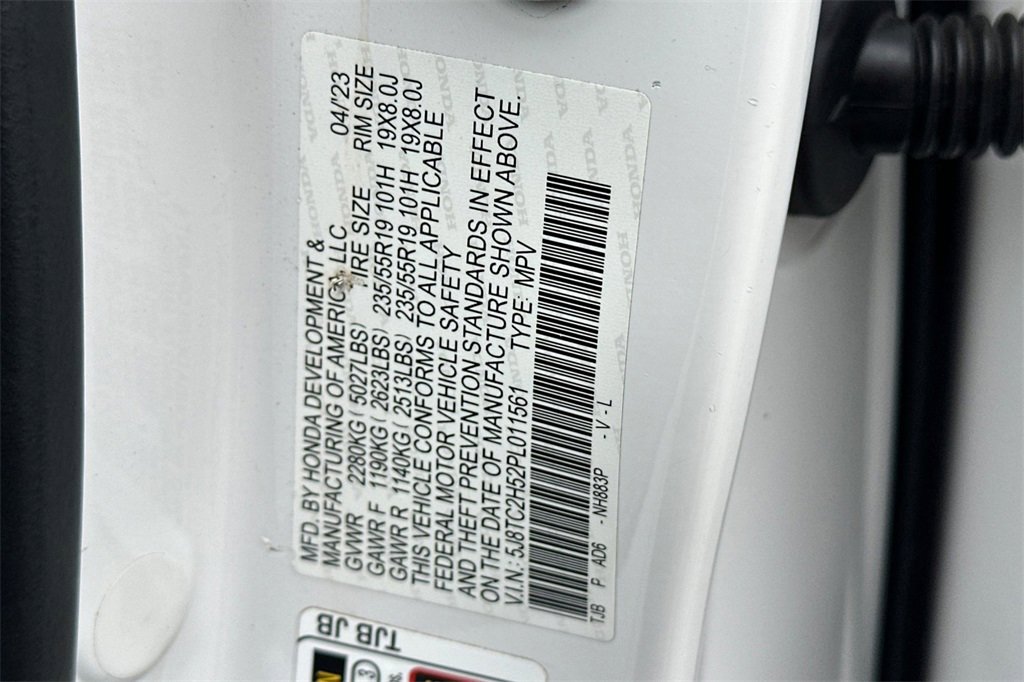 MFD. BY HONDA DEVELOPMENT &
MANUFACTURING OF AMERICA, LLC 04/'23
GVWR 2280KG ( 5027LBS) TIRE SIZE RIM SIZE
GAWR F 1190KG ( 2623LBS) 235/55R19 101H 19X8.0J
GAWR R 1140KG ( 2513LBS) 235/55R19 101H 19X8.0J
THIS VEHICLE CONFORMS TO ALL APPLICABLE
FEDERAL MOTOR VEHICLE SAFETY
AND THEFT PREVENTION STANDARDS IN EFFECT
ON THE DATE OF MANUFACTURE SHOWN ABOVE.
V.I.N.: 5J8TC2H52PL011561 TYPE: MPV
TJB P AD6 -NH883P -V-L
TJB JB
3